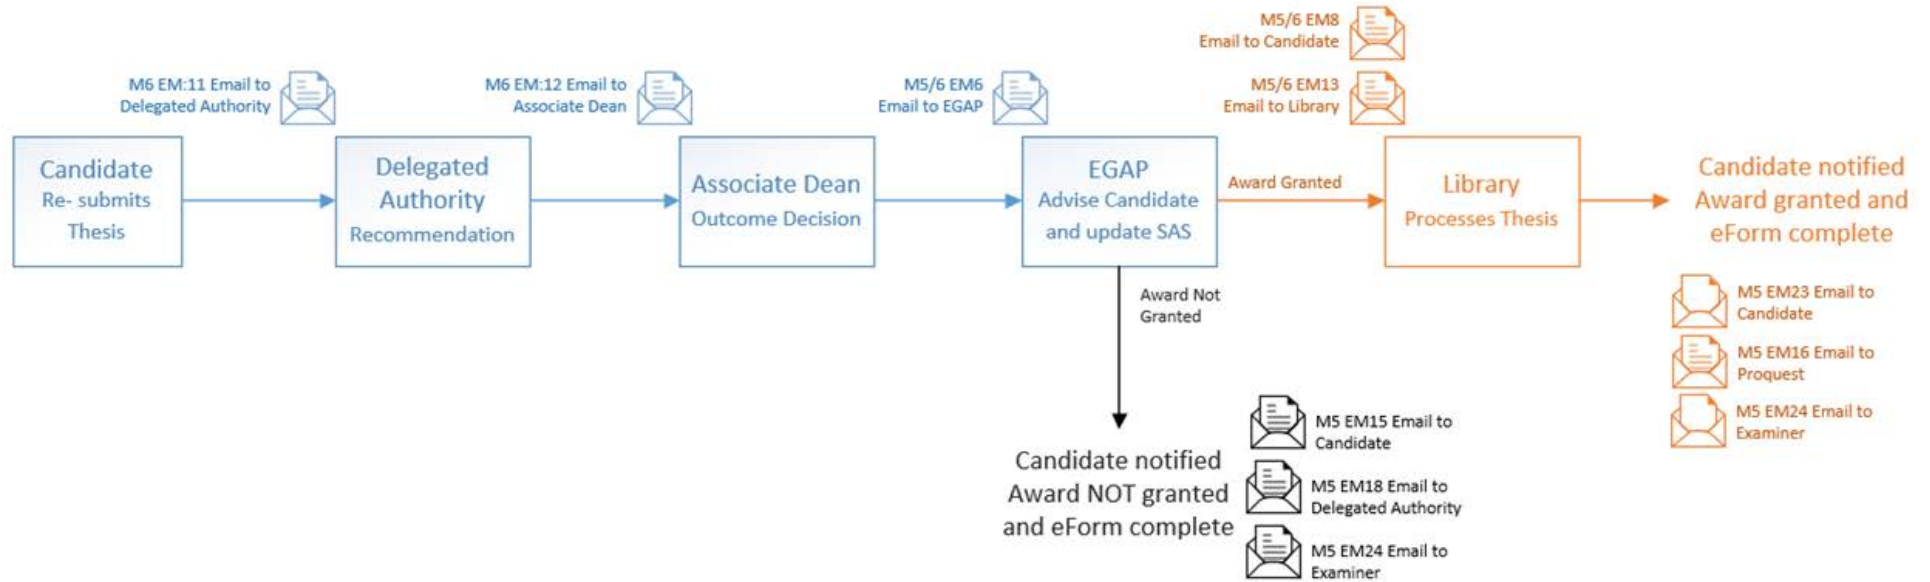 M5/6 EM8
Email to Candidate
M6 EM:11 Email to
Delegated Authority
M6 EM:12 Email to
Associate Dean
M5/6 EM6
Email to EGAP
M5/6 EM13
Email to Library
Candidate
Re- submits
Thesis
Delegated
Authority
Recommendation
Associate Dean
Outcome Decision
EGAP
Advise Candidate
and update SAS
Award Granted
Library
Processes Thesis
Candidate notified
Award granted and
eForm complete
Award Not
Granted
M5 EM23 Email to
Candidate
M5 EM16 Email to
Proquest
M5 EM24 Email to
Examiner
Candidate notified
Award NOT granted
and eForm complete
M5 EM15 Email to
Candidate
M5 EM18 Email to
Delegated Authority
M5 EM24 Email to
Examiner